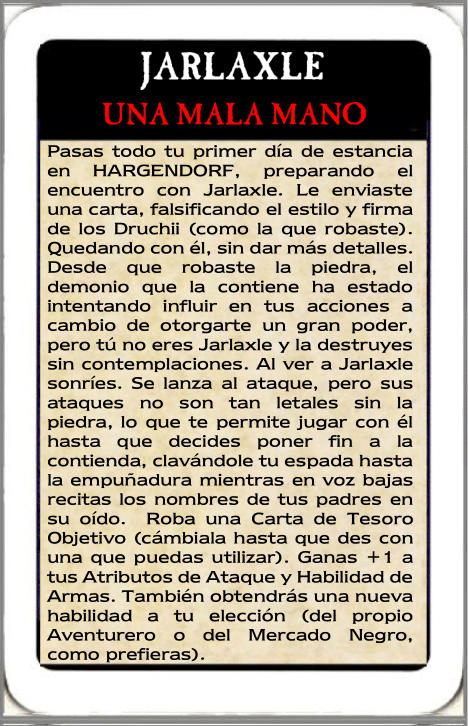 JARLAXLE
UNA MALA MANO
Pasas todo tu primer día de estancia
en HARGENDORF, preparando el
encuentro con Jarlaxle. Le enviaste
una carta, falsificando el estilo y firma
de los Druchii (como la que robaste).
Quedando con él, sin dar más detalles.
Desde que robaste la piedra, el
demonio que la contiene ha estado
intentando influir en tus acciones a
cambio de otorgarte un gran poder,
pero tú no eres Jarlaxle y la destruyes
sin contemplaciones. Al ver a Jarlaxle
sonríes. Se lanza al ataque, pero sus
ataques no son tan letales sin la
piedra, lo que te permite jugar con él
hasta que decides poner fin a la
contienda, clavándole tu espada hasta
la empuñadura mientras en voz bajas
recitas los nombres de tus padres en
su oído. Roba una Carta de Tesoro
Objetivo (cámbiala hasta que des con
una que puedas utilizar). Ganas +1 a
tus Atributos de Ataque y Habilidad de
Armas. También obtendrás una nueva
habilidad a tu elección (del propio
Aventurero o del Mercado Negro,
como prefieras).